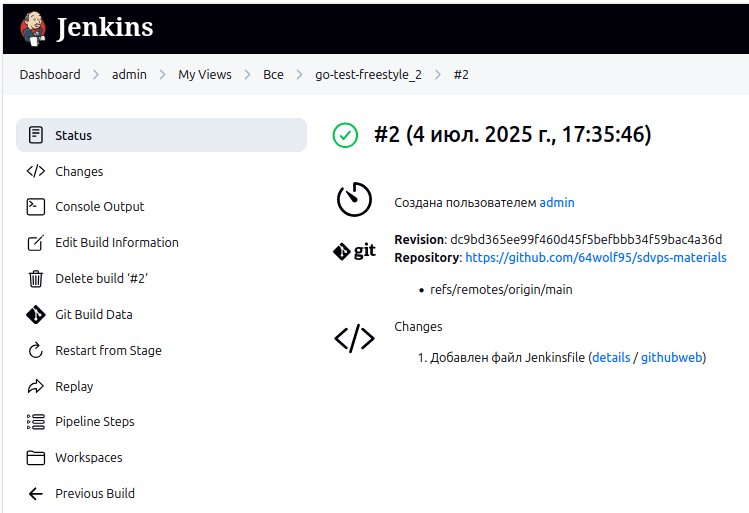 Jenkins
Dashboard > admin > My Views > Все > go-test-freestyle_2 > #2
Status
Changes
Console Output
Edit Build Information
Delete build ‘#2’
Git Build Data
Restart from Stage
Replay
Pipeline Steps
Workspaces
Previous Build
#2 (4 июл. 2025 г., 17:35:46)
Создана пользователем admin
git
Revision: dc9bd365ee99f460d45f5befbbb34f59bac4a36d
Repository: https://github.com/64wolf95/sdvps-materials
• refs/remotes/origin/main
Changes
1. Добавлен файл Jenkinsfile (details / githubweb)